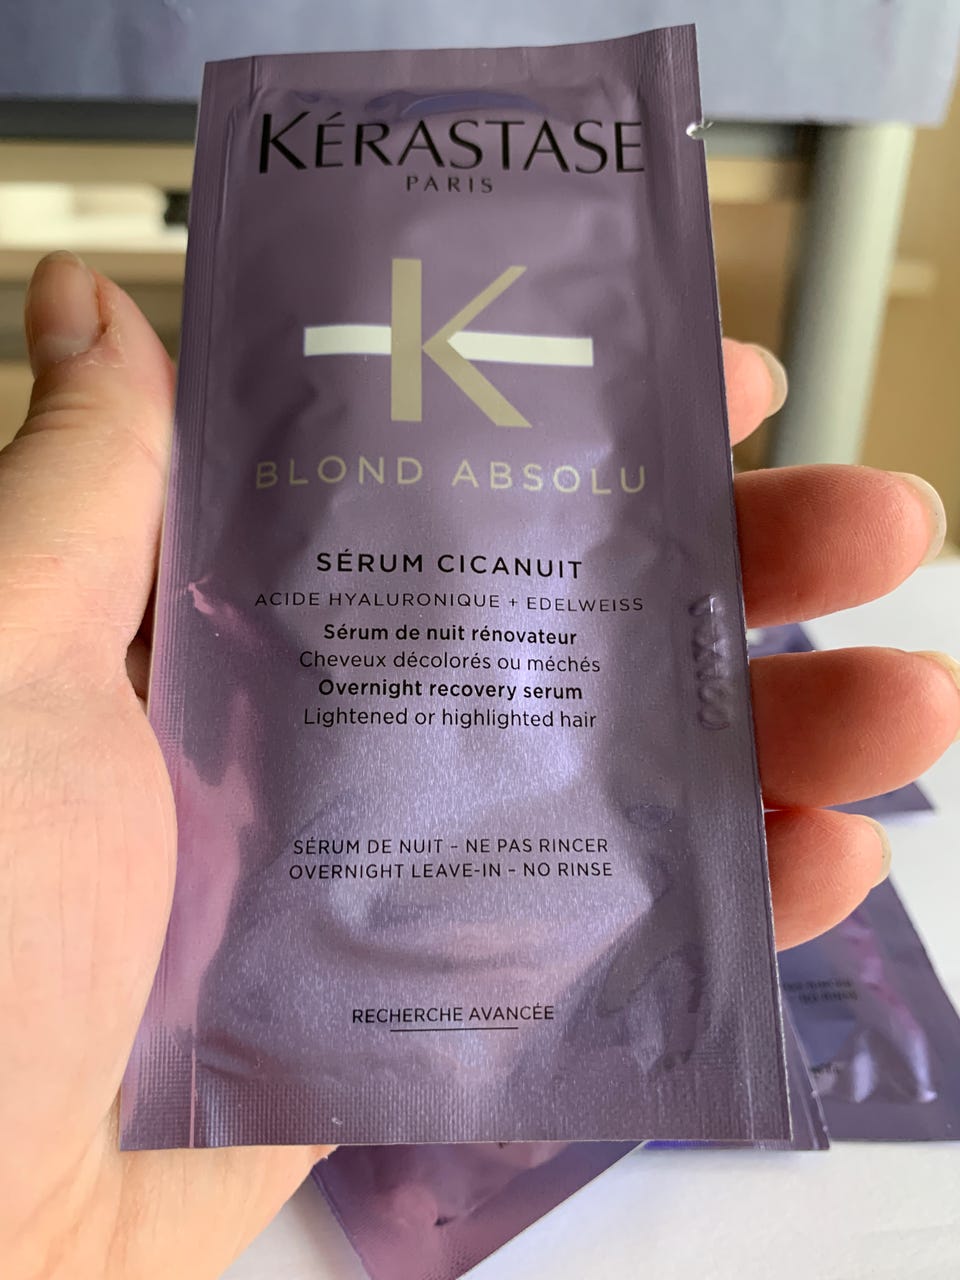 KÉRASTASE
PARIS
K
BLOND ABSOLU
SÉRUM CICANUIT
ACIDE HYALURONIQUE + EDELWEISS
Sérum de nuit rénovateur
Cheveux décolorés ou méchés
Overnight recovery serum
Lightened or highlighted hair
SÉRUM DE NUIT – NE PAS RINCER
OVERNIGHT LEAVE-IN – NO RINSE
RECHERCHE AVANCÉE